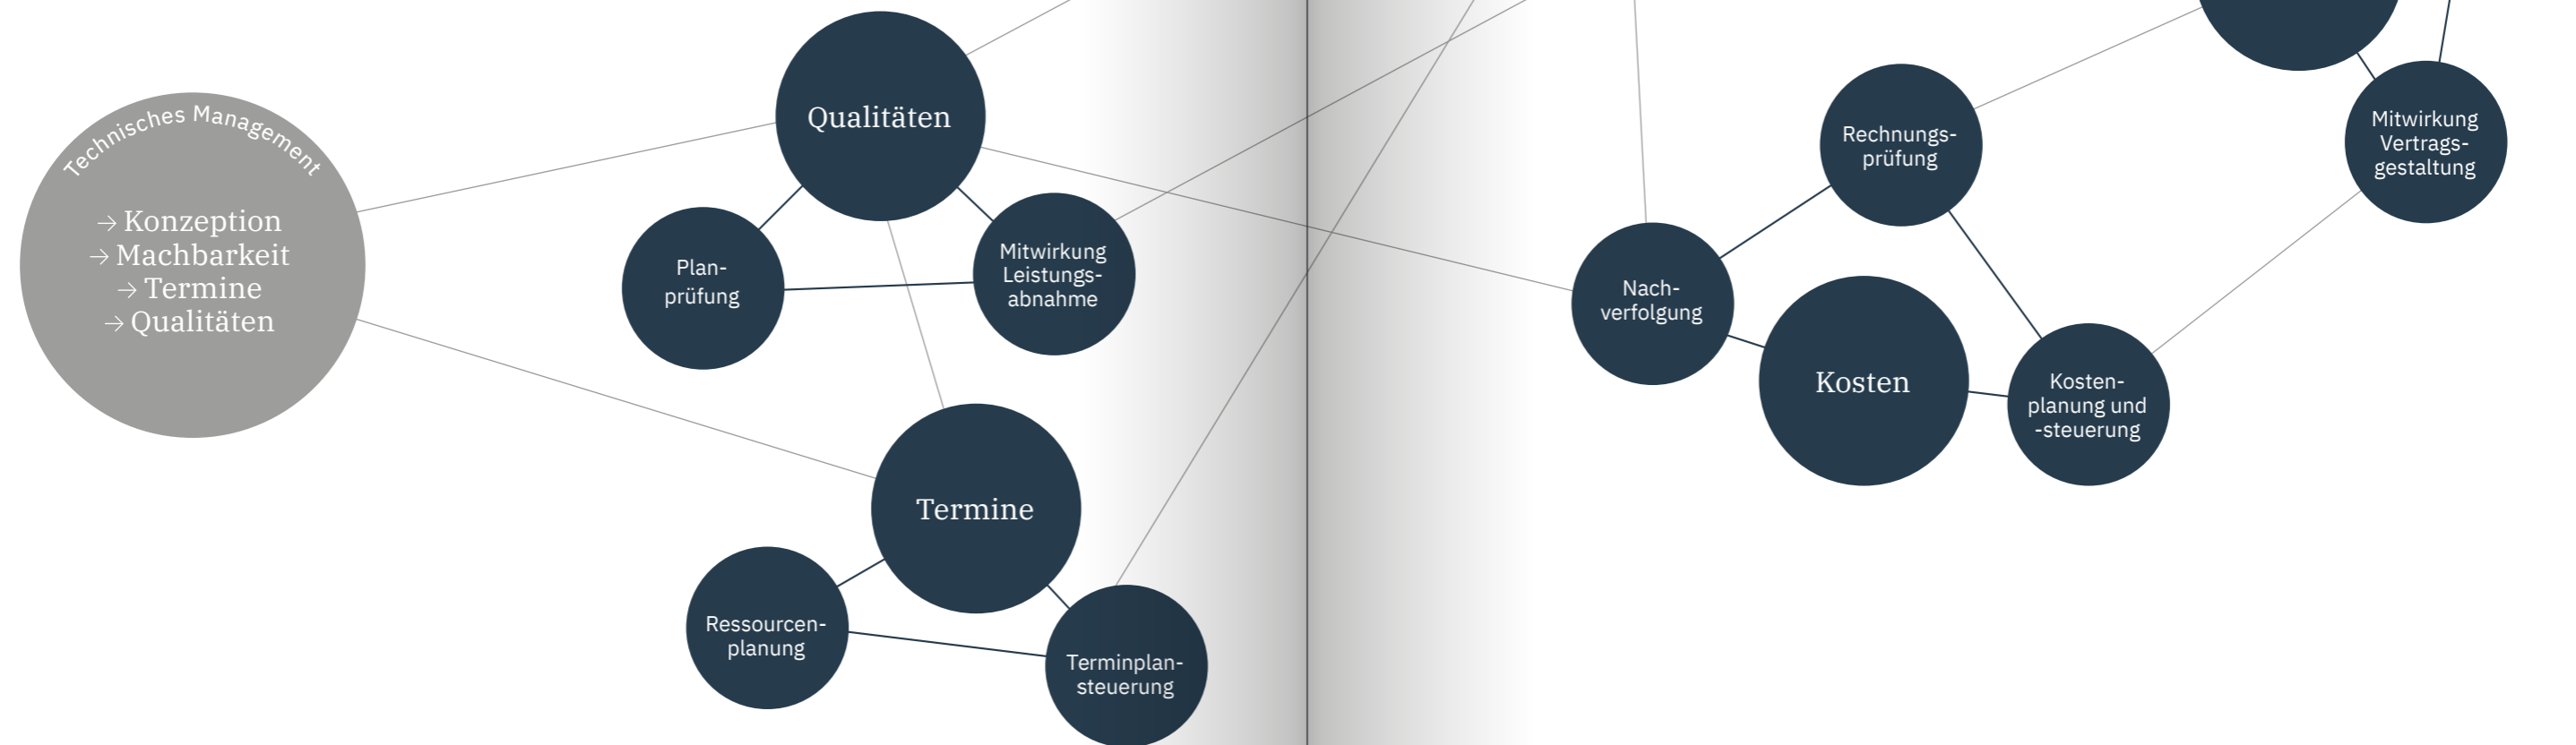 Technisches Management
→ Konzeption
→ Machbarkeit
→ Termine
→ Qualitäten
Qualitäten
Plan-
prüfung
Mitwirkung
Leistungs-
abnahme
Termine
Ressourcen-
planung
Terminplan-
steuerung
Rechnungs-
prüfung
Mitwirkung
Vertrags-
gestaltung
Nach-
verfolgung
Kosten
Kosten-
planung und
-steuerung